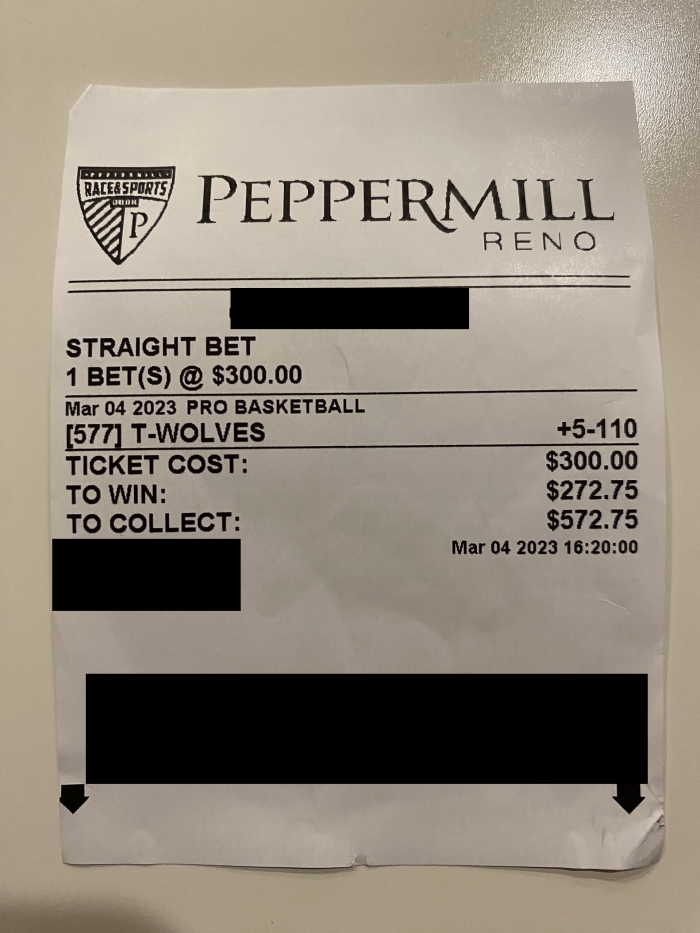 RACE&SPORTS
BOOK
P
PEPPERMILL
RENO
STRAIGHT BET
1 BET(S) @ $300.00
Mar 04 2023 PRO BASKETBALL
[577] T-WOLVES +5-110
TICKET COST: $300.00
TO WIN: $272.75
TO COLLECT: $572.75
Mar 04 2023 16:20:00